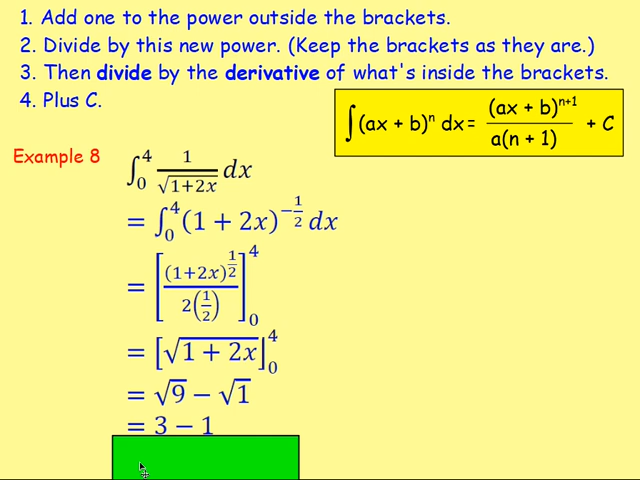 1. Add one to the power outside the brackets.
2. Divide by this new power. (Keep the brackets as they are.)
3. Then divide by the derivative of what's inside the brackets.
4. Plus C.
∫(ax + b)ⁿ dx = (ax + b)ⁿ⁺¹ / a(n + 1) + C
Example 8
∫₀⁴ 1/√(1+2x) dx
= ∫₀⁴ (1 + 2x)^(−1/2) dx
= [(1+2x)^(1/2) / 2(1/2)]₀⁴
= [√(1 + 2x)]₀⁴
= √9 − √1
= 3 − 1